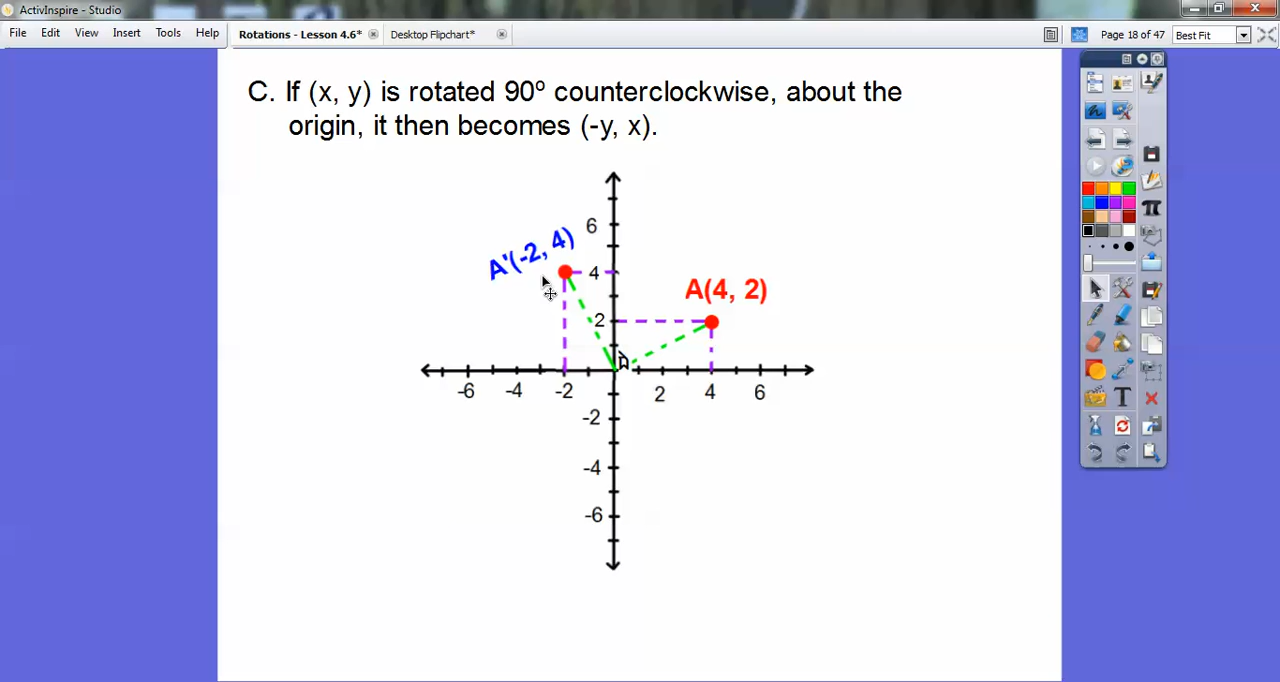 ActivInspire - Studio
File Edit View Insert Tools Help
Rotations - Lesson 4.6* Desktop Flipchart*
Page 18 of 47 Best Fit
C. If (x, y) is rotated 90º counterclockwise, about the
origin, it then becomes (-y, x).
A'(-2, 4)
A(4, 2)
6
4
2
-6 -4 -2 2 4 6
-2
-4
-6